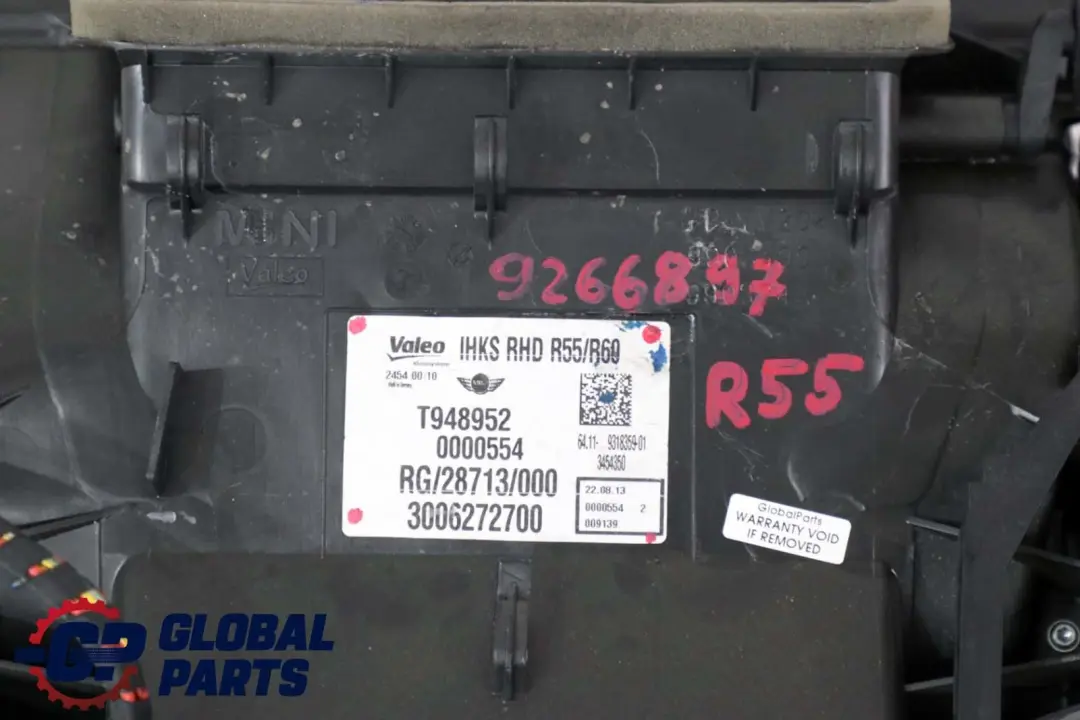 MINI
Valeo
9266897
Valeo IHKS RHD R55/R60
2454 00 10
T948952
0000554
64.11- 9318359-01
3454350
RG/28713/000
3006272700
22.08.13
0000554 2
009139
R55
GlobalParts
WARRANTY VOID
IF REMOVED
GP GLOBAL
PARTS